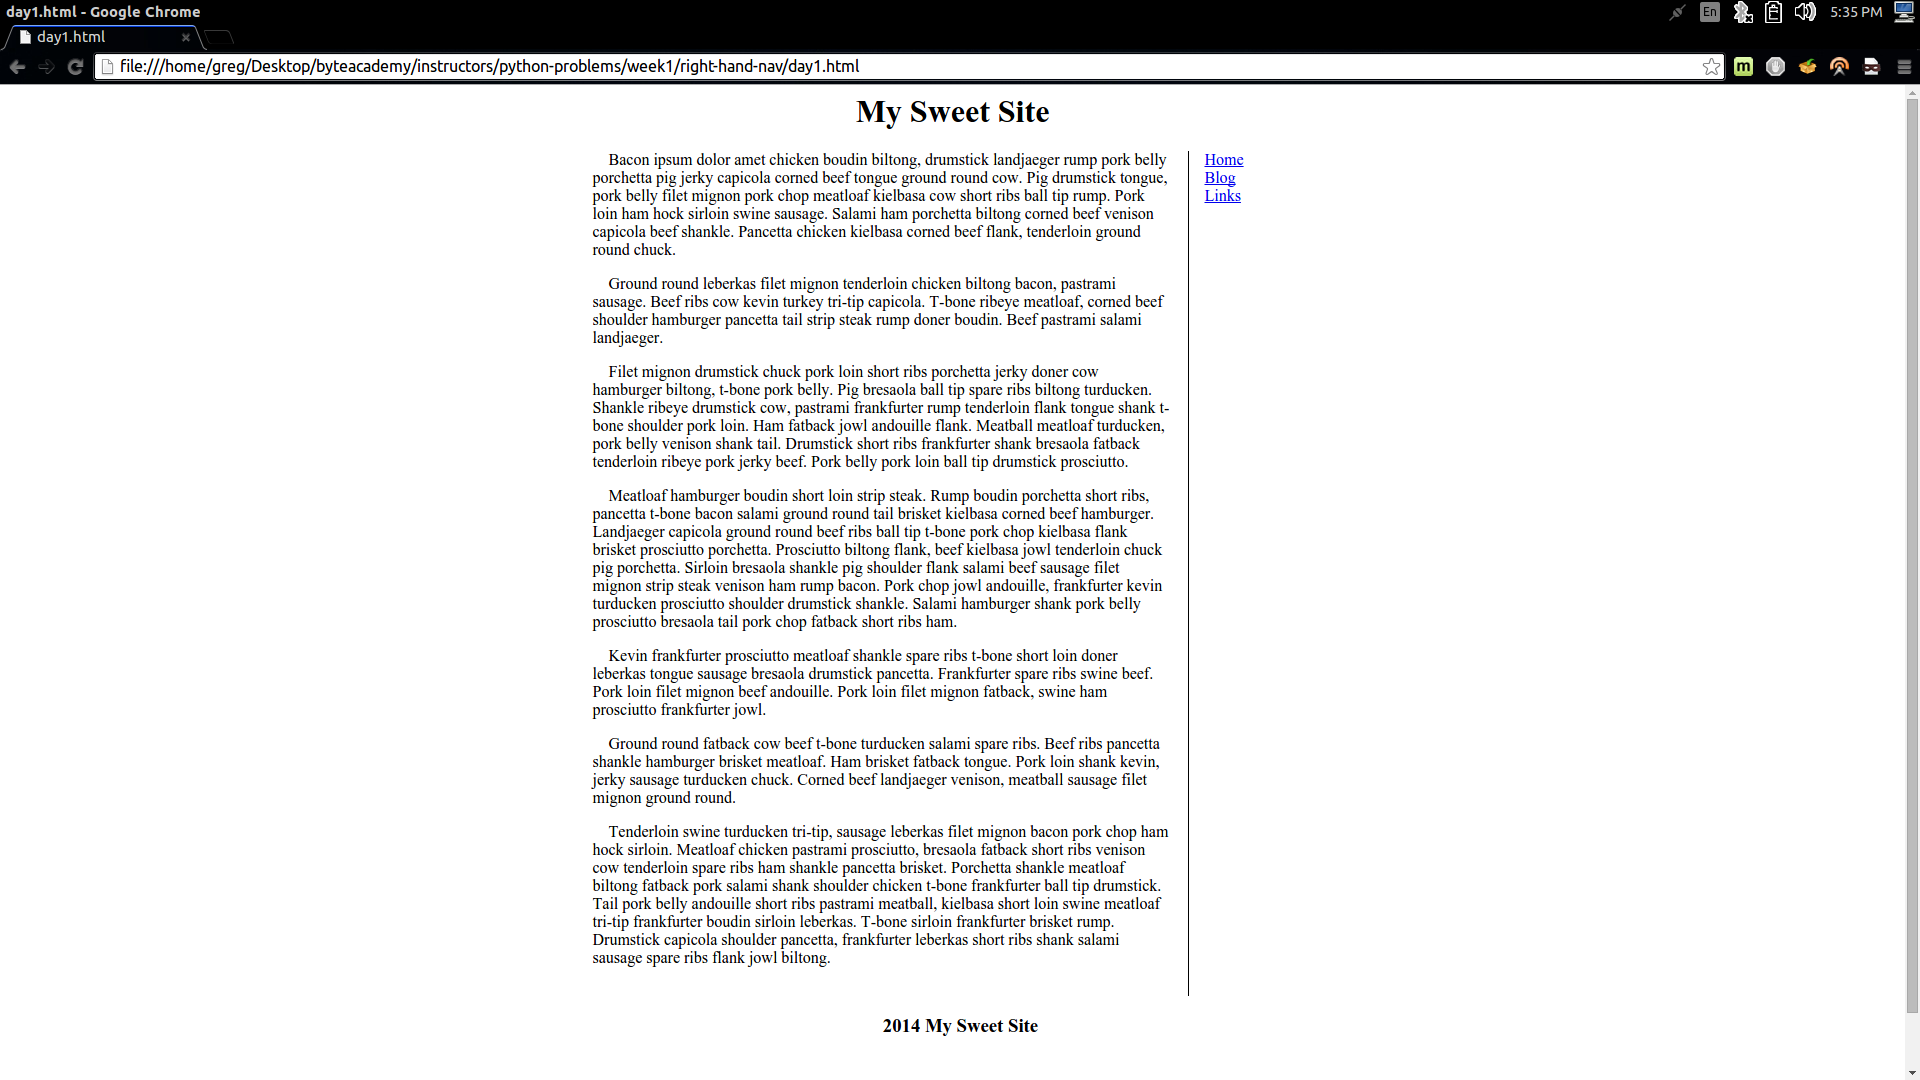 day1.html - Google Chrome
En
5:35 PM
day1.html
file:///home/greg/Desktop/byteacademy/instructors/python-problems/week1/right-hand-nav/day1.html
m
My Sweet Site
Bacon ipsum dolor amet chicken boudin biltong, drumstick landjaeger rump pork belly
porchetta pig jerky capicola corned beef tongue ground round cow. Pig drumstick tongue,
pork belly filet mignon pork chop meatloaf kielbasa cow short ribs ball tip rump. Pork
loin ham hock sirloin swine sausage. Salami ham porchetta biltong corned beef venison
capicola beef shankle. Pancetta chicken kielbasa corned beef flank, tenderloin ground
round chuck.
Ground round leberkas filet mignon tenderloin chicken biltong bacon, pastrami
sausage. Beef ribs cow kevin turkey tri-tip capicola. T-bone ribeye meatloaf, corned beef
shoulder hamburger pancetta tail strip steak rump doner boudin. Beef pastrami salami
landjaeger.
Filet mignon drumstick chuck pork loin short ribs porchetta jerky doner cow
hamburger biltong, t-bone pork belly. Pig bresaola ball tip spare ribs biltong turducken.
Shankle ribeye drumstick cow, pastrami frankfurter rump tenderloin flank tongue shank t-
bone shoulder pork loin. Ham fatback jowl andouille flank. Meatball meatloaf turducken,
pork belly venison shank tail. Drumstick short ribs frankfurter shank bresaola fatback
tenderloin ribeye pork jerky beef. Pork belly pork loin ball tip drumstick prosciutto.
Meatloaf hamburger boudin short loin strip steak. Rump boudin porchetta short ribs,
pancetta t-bone bacon salami ground round tail brisket kielbasa corned beef hamburger.
Landjaeger capicola ground round beef ribs ball tip t-bone pork chop kielbasa flank
brisket prosciutto porchetta. Prosciutto biltong flank, beef kielbasa jowl tenderloin chuck
pig porchetta. Sirloin bresaola shankle pig shoulder flank salami beef sausage filet
mignon strip steak venison ham rump bacon. Pork chop jowl andouille, frankfurter kevin
turducken prosciutto shoulder drumstick shankle. Salami hamburger shank pork belly
prosciutto bresaola tail pork chop fatback short ribs ham.
Kevin frankfurter prosciutto meatloaf shankle spare ribs t-bone short loin doner
leberkas tongue sausage bresaola drumstick pancetta. Frankfurter spare ribs swine beef.
Pork loin filet mignon beef andouille. Pork loin filet mignon fatback, swine ham
prosciutto frankfurter jowl.
Ground round fatback cow beef t-bone turducken salami spare ribs. Beef ribs pancetta
shankle hamburger brisket meatloaf. Ham brisket fatback tongue. Pork loin shank kevin,
jerky sausage turducken chuck. Corned beef landjaeger venison, meatball sausage filet
mignon ground round.
Tenderloin swine turducken tri-tip, sausage leberkas filet mignon bacon pork chop ham
hock sirloin. Meatloaf chicken pastrami prosciutto, bresaola fatback short ribs venison
cow tenderloin spare ribs ham shankle pancetta brisket. Porchetta shankle meatloaf
biltong fatback pork salami shank shoulder chicken t-bone frankfurter ball tip drumstick.
Tail pork belly andouille short ribs pastrami meatball, kielbasa short loin swine meatloaf
tri-tip frankfurter boudin sirloin leberkas. T-bone sirloin frankfurter brisket rump.
Drumstick capicola shoulder pancetta, frankfurter leberkas short ribs shank salami
sausage spare ribs flank jowl biltong.
Home
Blog
Links
2014 My Sweet Site